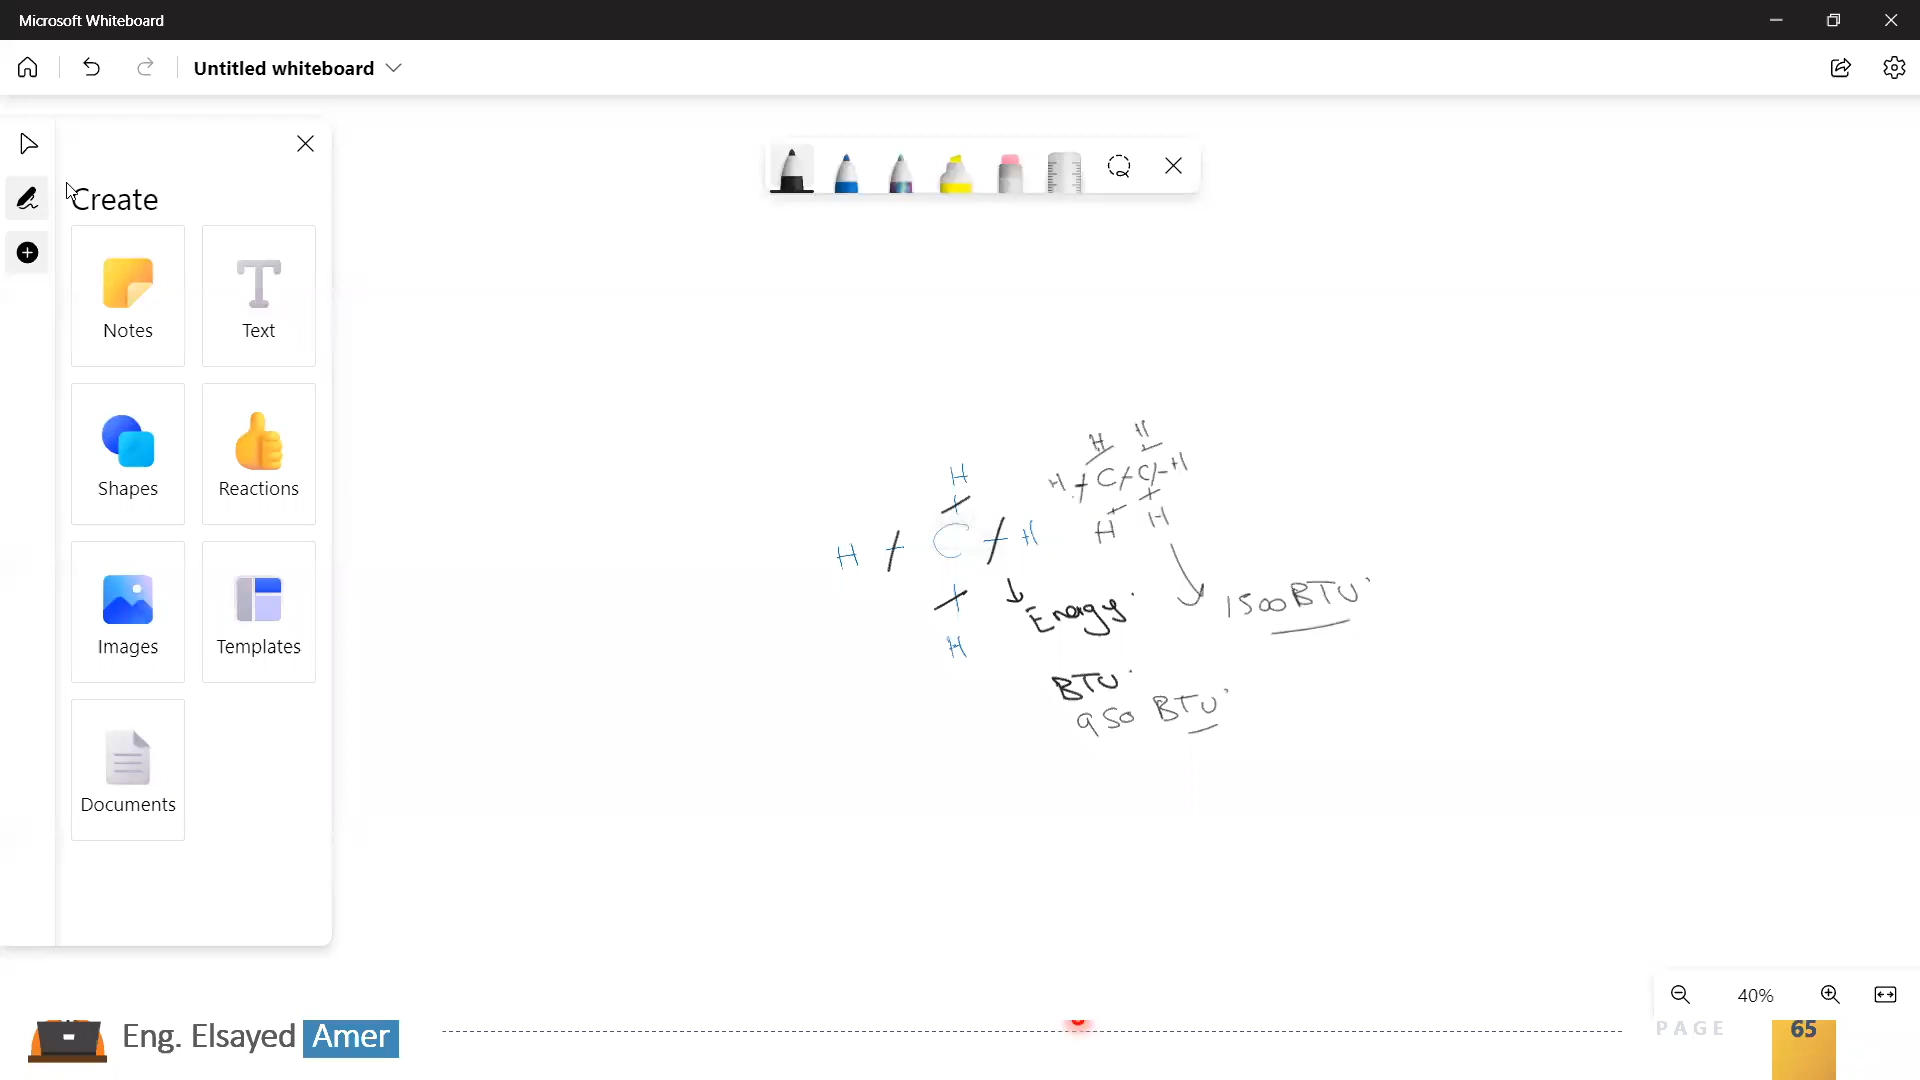 Microsoft Whiteboard
Untitled whiteboard
Create
Notes
Text
Shapes
Reactions
Images
Templates
Documents
H H
H C C H
H H
H
H C H
H
Energy
1500 BTU
BTU
950 BTU
40%
Eng. Elsayed Amer
PAGE
65